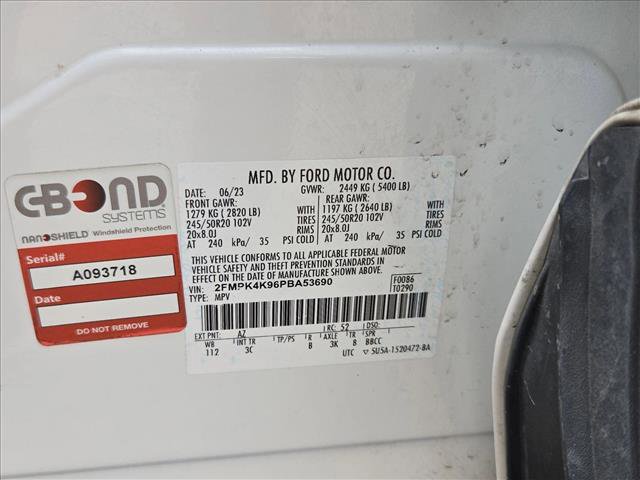 C-BOND
SYSTEMS
NANOSHIELD Windshield Protection
Serial#
A093718
Date
DO NOT REMOVE
MFD. BY FORD MOTOR CO.
DATE: 06/23 GVWR: 2449 KG ( 5400 LB)
FRONT GAWR: REAR GAWR:
1279 KG ( 2820 LB) WITH 1197 KG ( 2640 LB) WITH
245/50R20 102V TIRES 245/50R20 102V TIRES
20x8.0J RIMS 20x8.0J RIMS
AT 240 kPa/ 35 PSI COLD AT 240 kPa/ 35 PSI COLD
THIS VEHICLE CONFORMS TO ALL APPLICABLE FEDERAL MOTOR
VEHICLE SAFETY AND THEFT PREVENTION STANDARDS IN
EFFECT ON THE DATE OF MANUFACTURE SHOWN ABOVE.
VIN: 2FMPK4K96PBA53690 F0086
TYPE: MPV T0290
EXT PNT: AZ RC: 52 DSO:
WB INT TR TP/PS R AXLE TR SPR
112 3C B 3K 8 BBCC
UTC ▽ 5U5A-1520472-BA